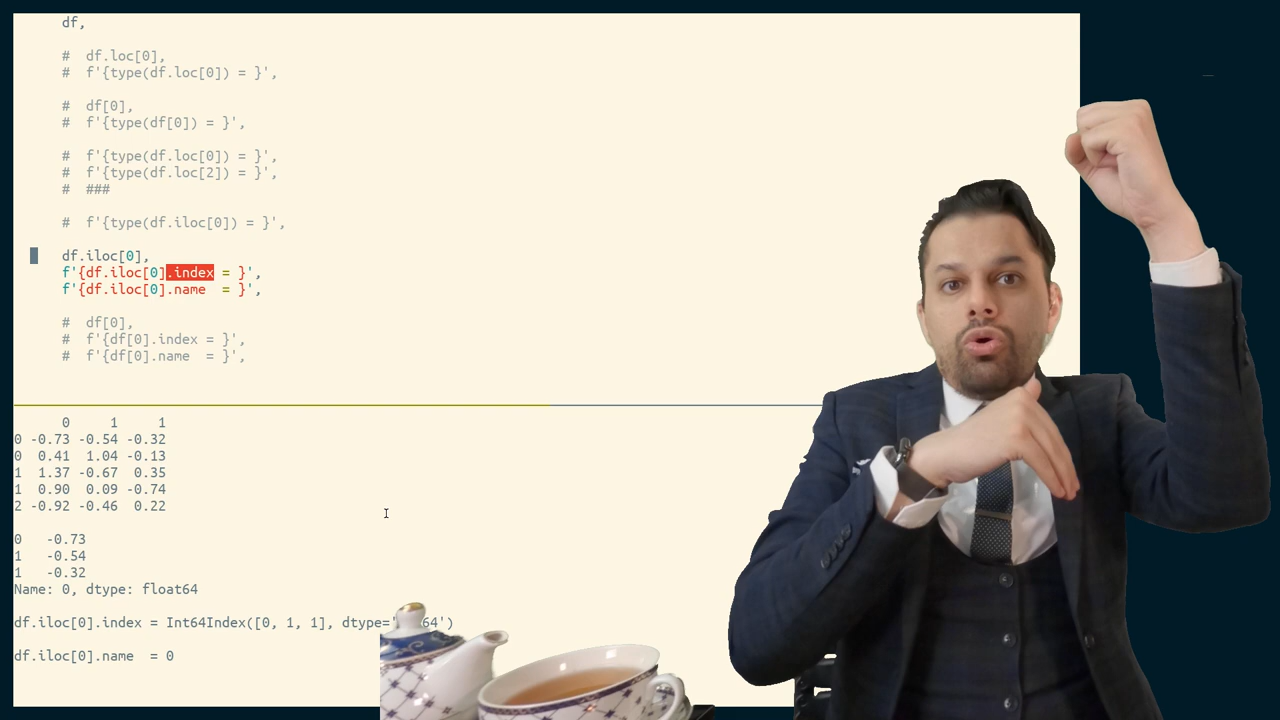 df,
# df.loc[0],
# f'{type(df.loc[0]) = }',
# df[0],
# f'{type(df[0]) = }',
# f'{type(df.loc[0]) = }',
# f'{type(df.loc[2]) = }',
# ###
# f'{type(df.iloc[0]) = }',
df.iloc[0],
f'{df.iloc[0].index = }',
f'{df.iloc[0].name  = }',
# df[0],
# f'{df[0].index = }',
# f'{df[0].name  = }',
0 1 1
0 -0.73 -0.54 -0.32
0 0.41 1.04 -0.13
1 1.37 -0.67 0.35
1 0.90 0.09 -0.74
2 -0.92 -0.46 0.22
0 -0.73
1 -0.54
1 -0.32
Name: 0, dtype: float64
df.iloc[0].index = Int64Index([0, 1, 1], dtype=' 64')
df.iloc[0].name  = 0